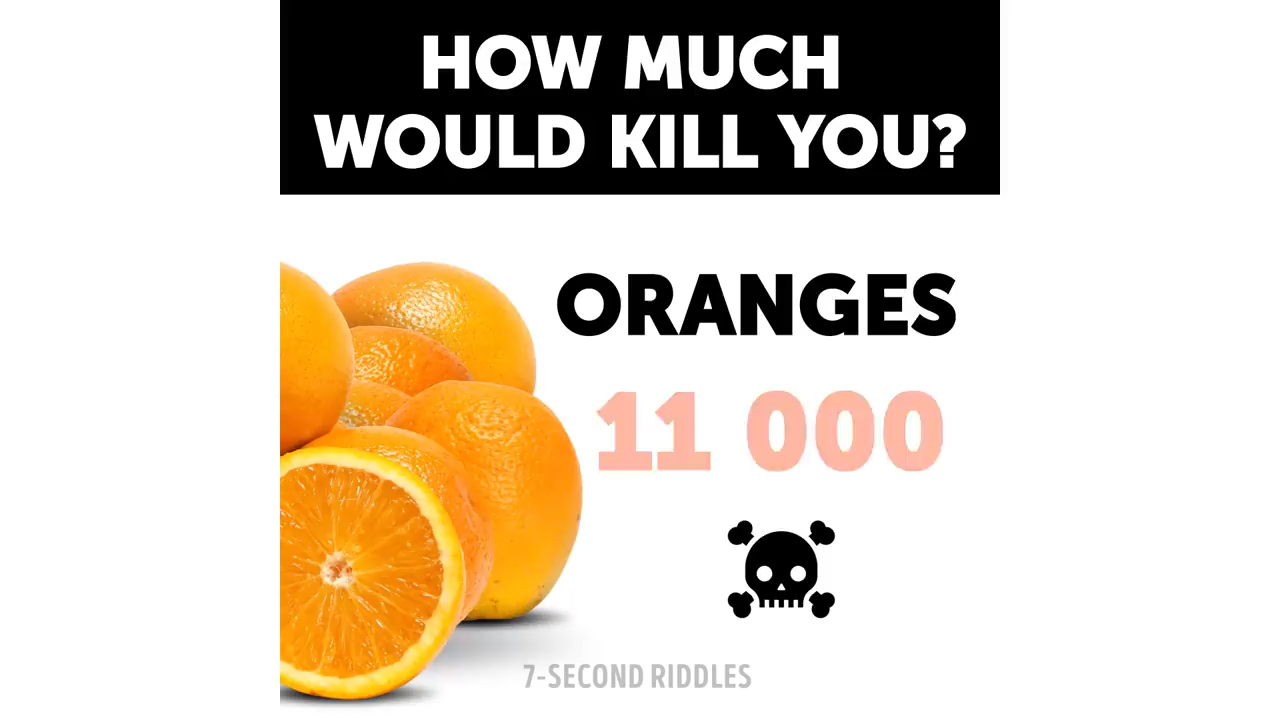 HOW MUCH
WOULD KILL YOU?
ORANGES
11 000
7-SECOND RIDDLES